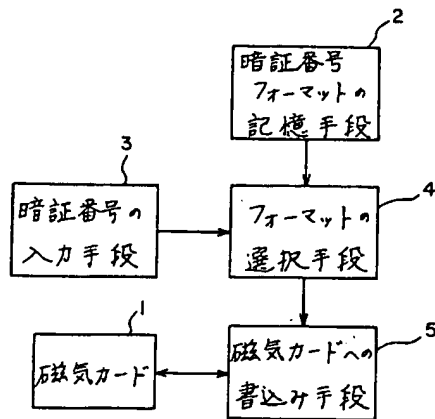 2
暗証番号
フォーマットの
記憶手段
3
暗証番号の
入力手段
4
フォーマットの
選択手段
1
磁気カード
5
磁気カードへの
書込み手段